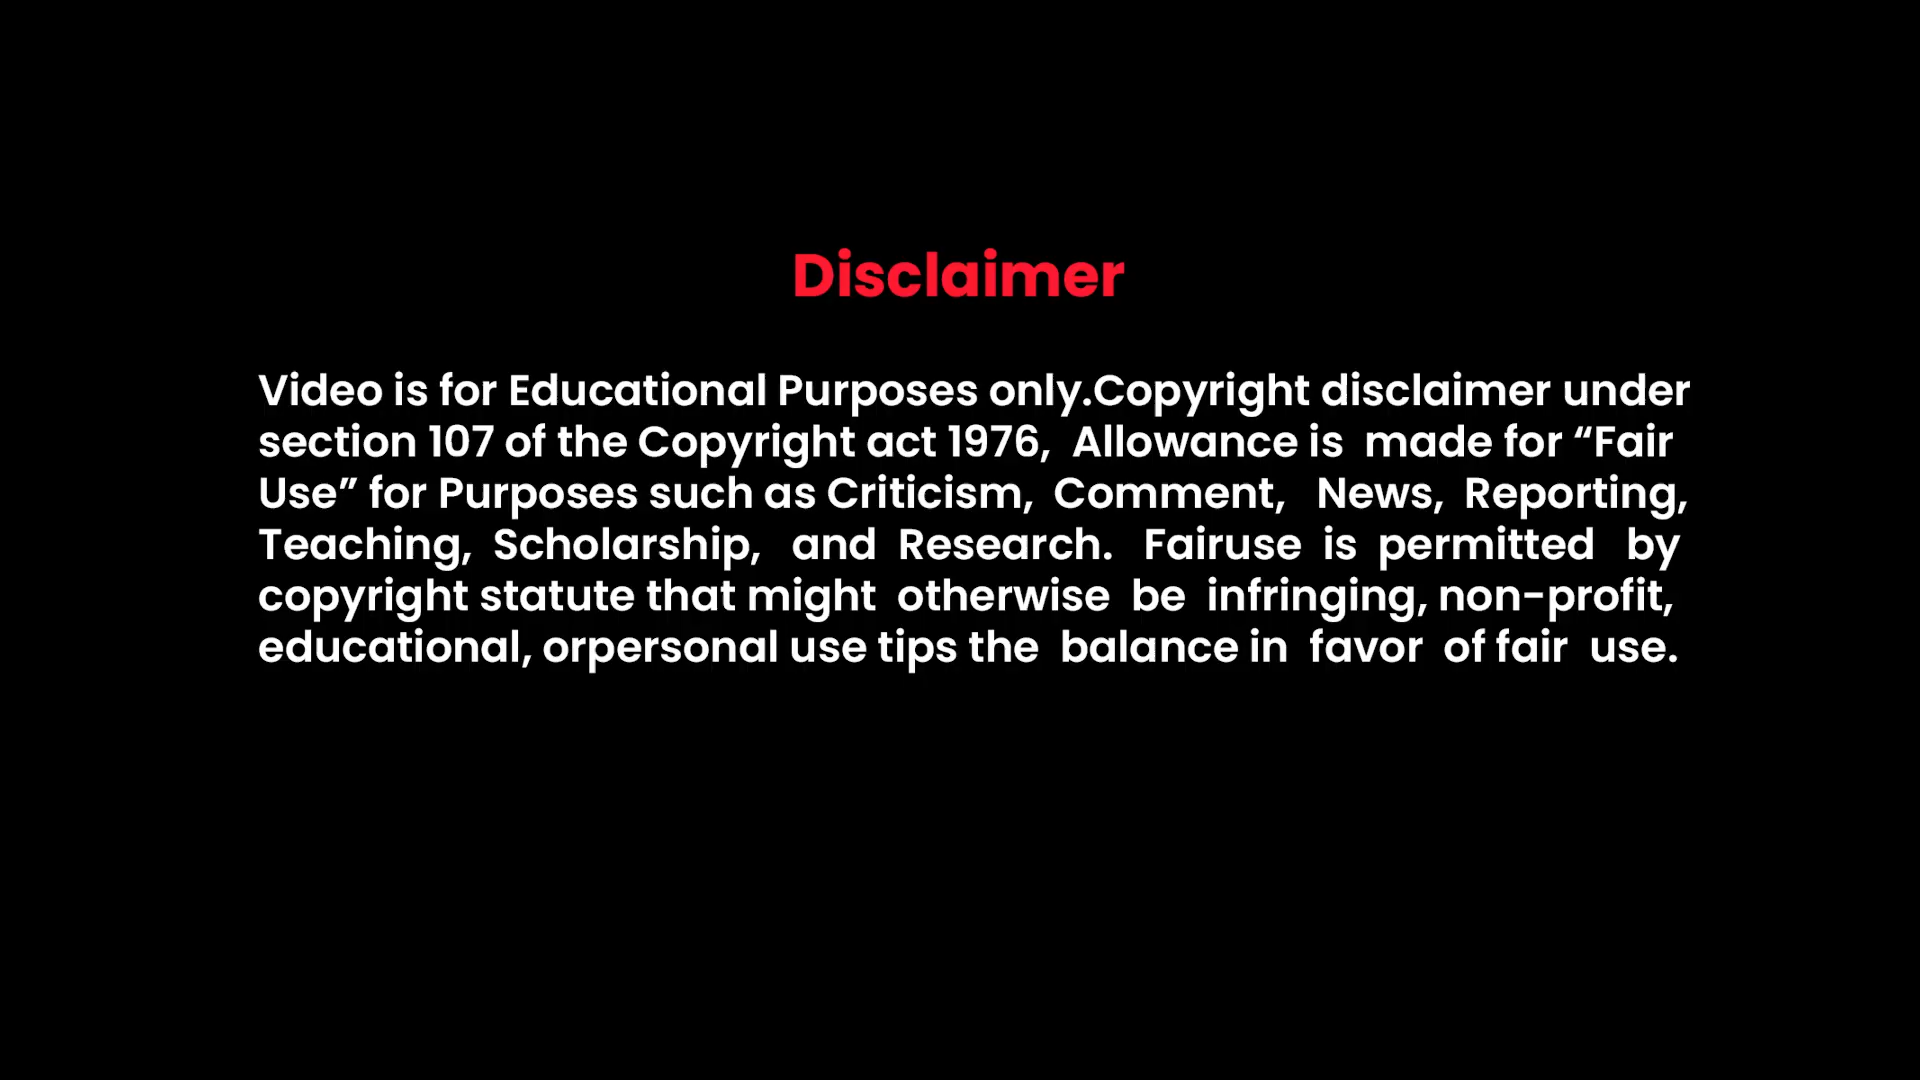 Disclaimer
Video is for Educational Purposes only.Copyright disclaimer under
section 107 of the Copyright act 1976, Allowance is made for “Fair
Use” for Purposes such as Criticism, Comment, News, Reporting,
Teaching, Scholarship, and Research. Fairuse is permitted by
copyright statute that might otherwise be infringing, non-profit,
educational, orpersonal use tips the balance in favor of fair use.